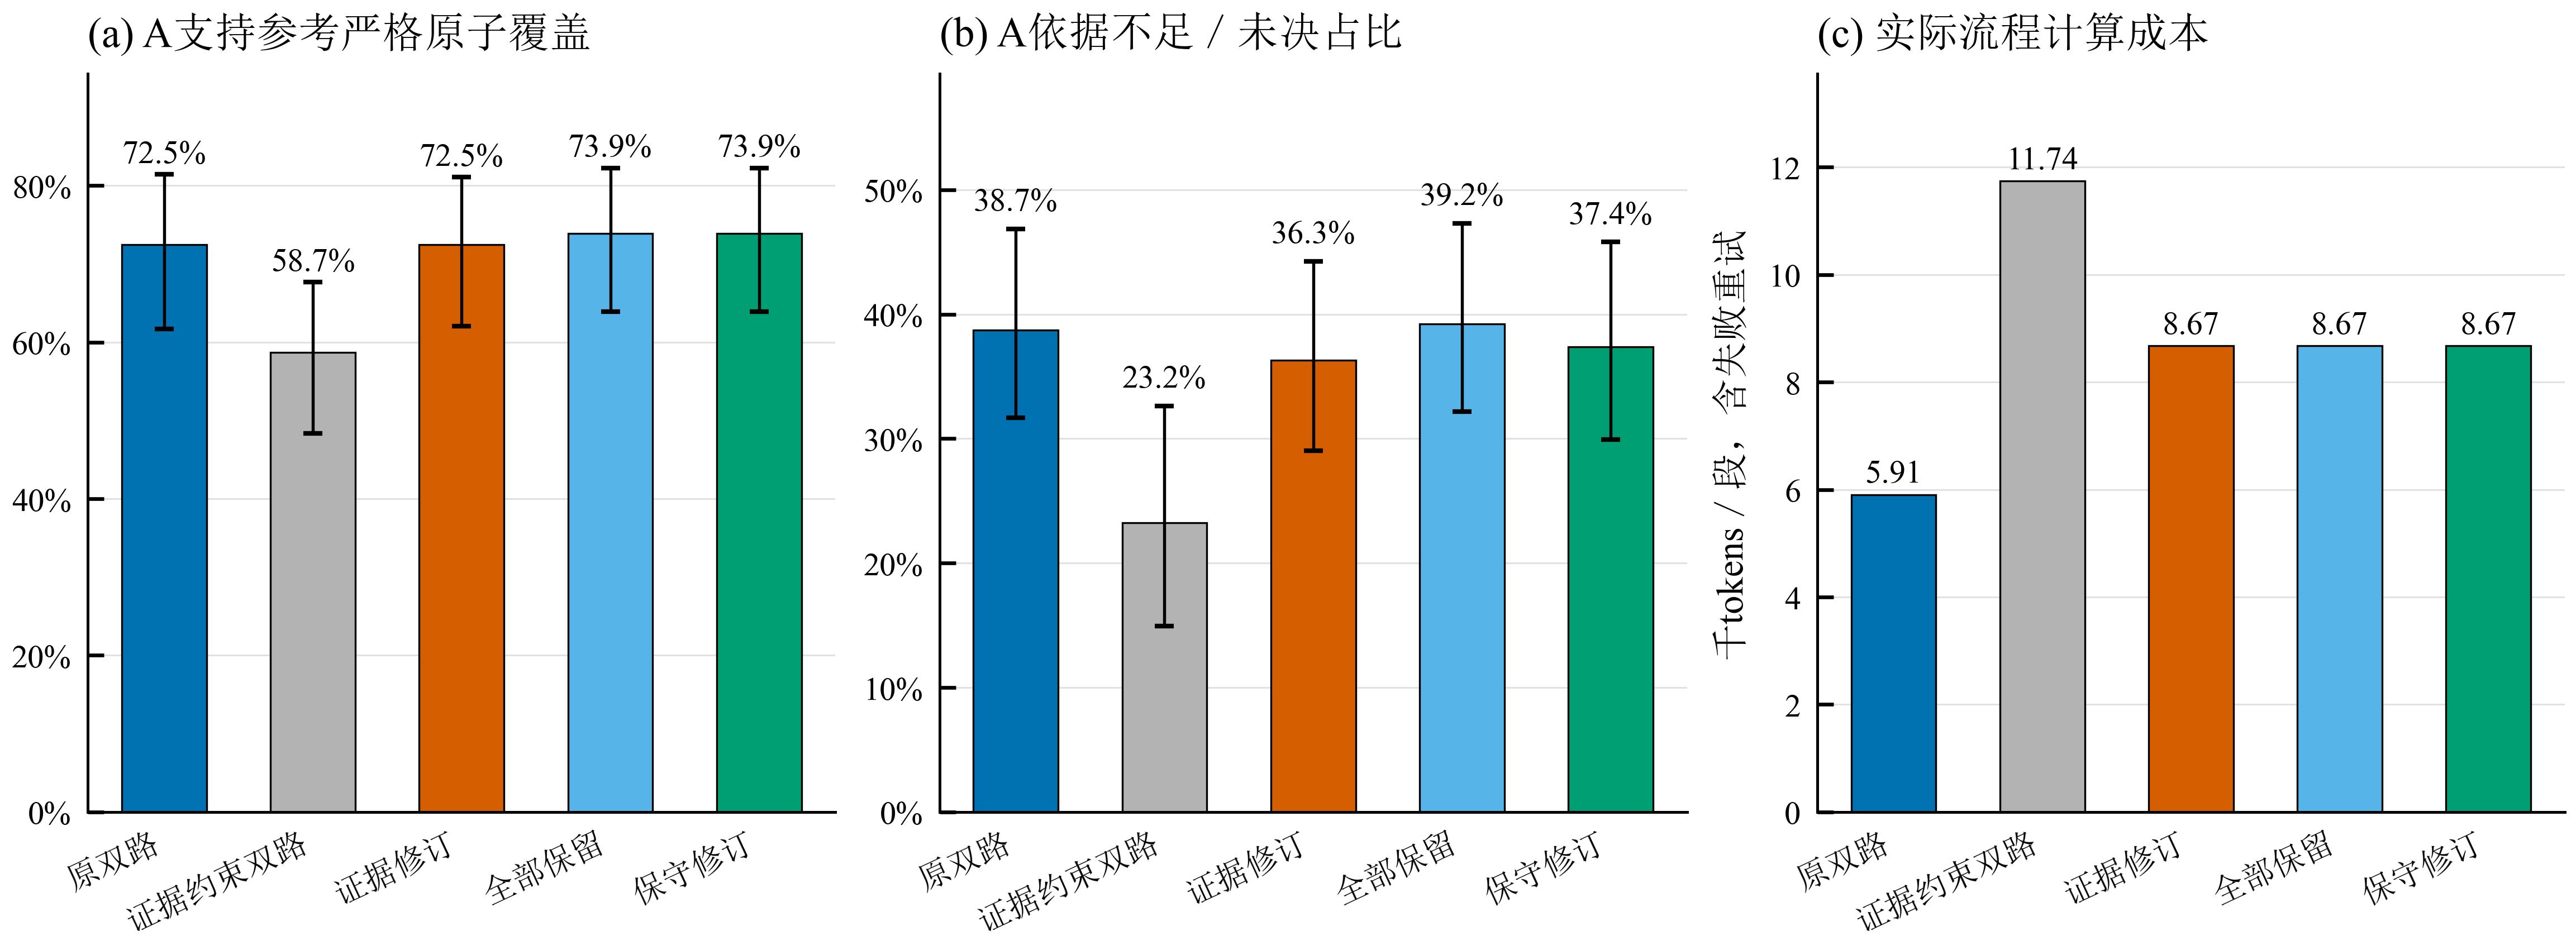 (a) A支持参考严格原子覆盖
80%
60%
40%
20%
0%
72.5%
58.7%
72.5%
73.9%
73.9%
原双路
证据约束双路
证据修订
全部保留
保守修订
(b) A依据不足 / 未决占比
50%
40%
30%
20%
10%
0%
38.7%
23.2%
36.3%
39.2%
37.4%
原双路
证据约束双路
证据修订
全部保留
保守修订
(c) 实际流程计算成本
千tokens / 段，含失败重试
12
10
8
6
4
2
0
5.91
11.74
8.67
8.67
8.67
原双路
证据约束双路
证据修订
全部保留
保守修订